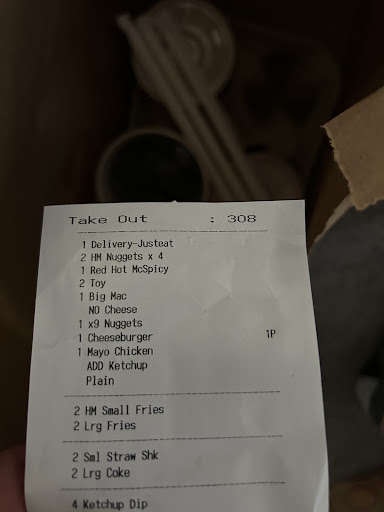 Take Out : 308
1 Delivery-Justeat
2 HM Nuggets x 4
1 Red Hot McSpicy
2 Toy
1 Big Mac
NO Cheese
1 x9 Nuggets
1 Cheeseburger 1P
1 Mayo Chicken
ADD Ketchup
Plain
2 HM Small Fries
2 Lrg Fries
2 Sml Straw Shk
2 Lrg Coke
4 Ketchup Dip